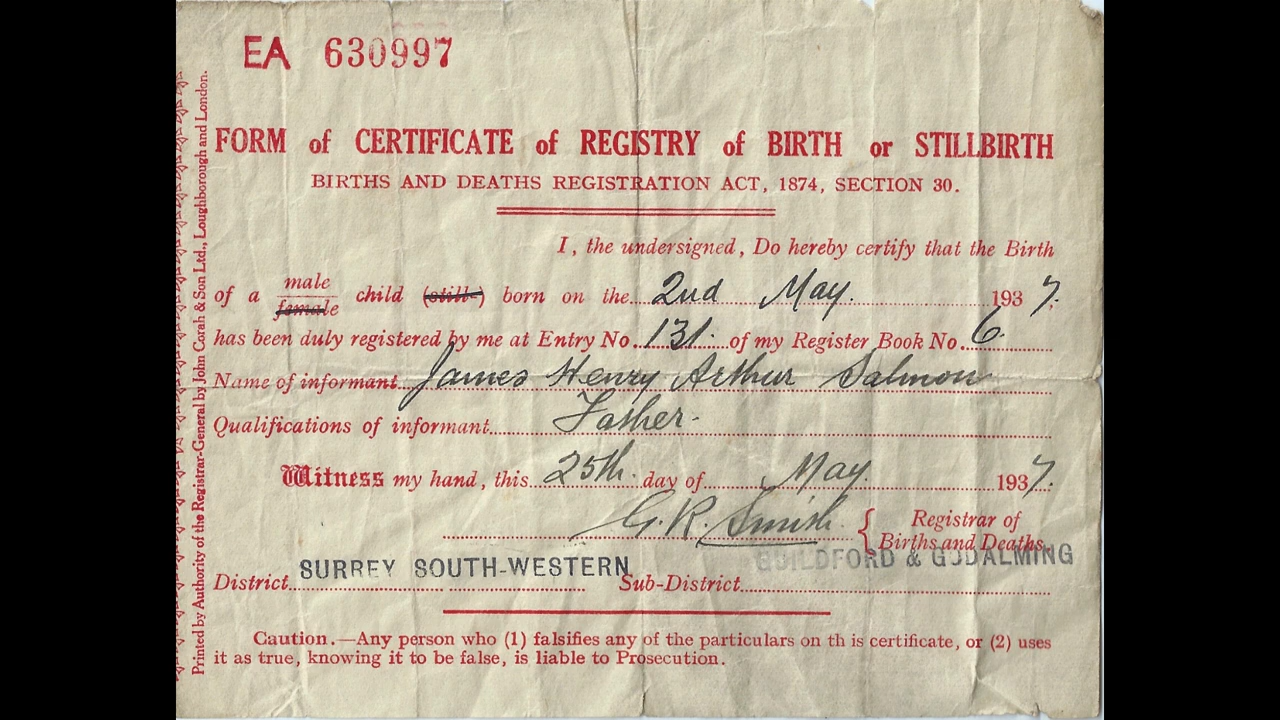 EA 630997
FORM of CERTIFICATE of REGISTRY of BIRTH or STILLBIRTH
BIRTHS AND DEATHS REGISTRATION ACT, 1874, SECTION 30.
I, the undersigned, Do hereby certify that the Birth
of a male female child (still-) born on the 2nd May. 1937.
has been duly registered by me at Entry No. 131. of my Register Book No. 6.
Name of informant James Henry Arthur Salmon
Qualifications of informant Father.
Witness my hand, this 25th. day of May. 1937.
G. R. Smith. { Registrar of
Births and Deaths.
District SURREY SOUTH-WESTERN Sub-District GUILDFORD & GODALMING
Caution.—Any person who (1) falsifies any of the particulars on th is certificate, or (2) uses
it as true, knowing it to be false, is liable to Prosecution.
Printed by Authority of the Registrar-General by John Corah & Son Ltd., Loughborough and London.